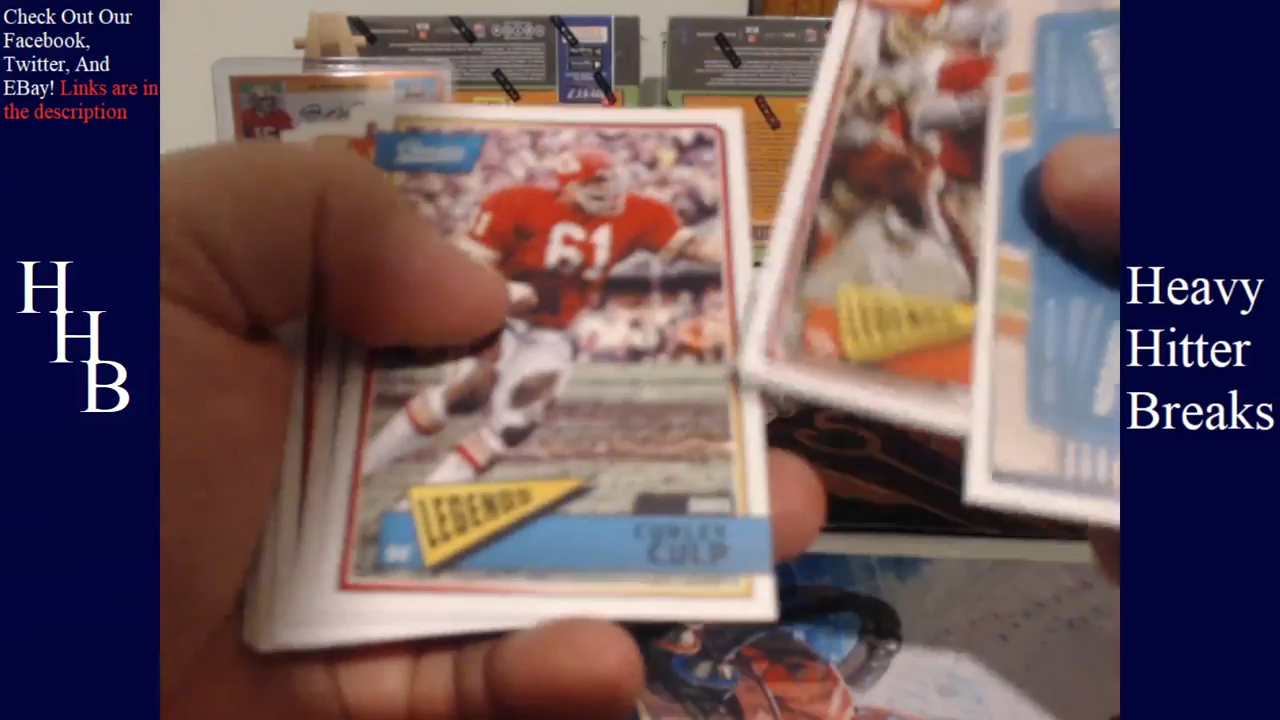 Check Out Our
Facebook,
Twitter, And
EBay! Links are in
the description
H
H
B
Heavy
Hitter
Breaks
61
LEGENDS
CURLEY
CULP
LEGENDS